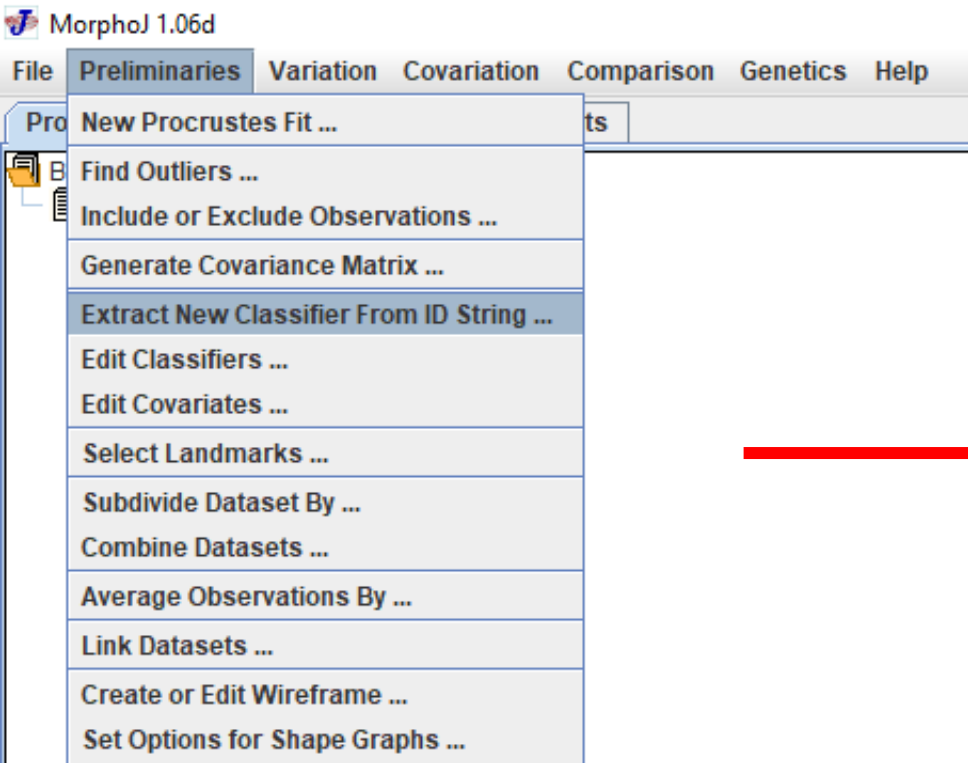 MorphoJ 1.06d
File Preliminaries Variation Covariation Comparison Genetics Help
Pro ts
New Procrustes Fit ...
B
Find Outliers ...
Include or Exclude Observations ...
Generate Covariance Matrix ...
Extract New Classifier From ID String ...
Edit Classifiers ...
Edit Covariates ...
Select Landmarks ...
Subdivide Dataset By ...
Combine Datasets ...
Average Observations By ...
Link Datasets ...
Create or Edit Wireframe ...
Set Options for Shape Graphs ...